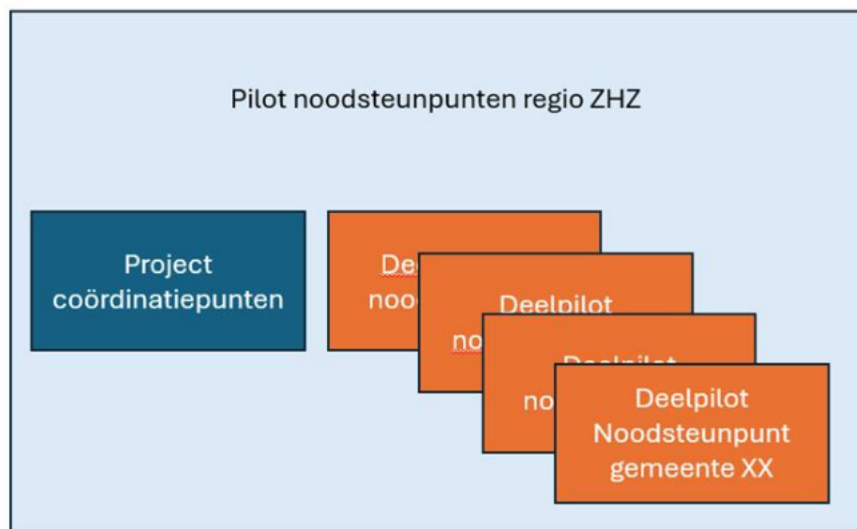 Pilot noodsteunpunten regio ZHZ
Project
coördinatiepunten
Deelpilot
Deelpilot
Noodsteunpunt
gemeente XX